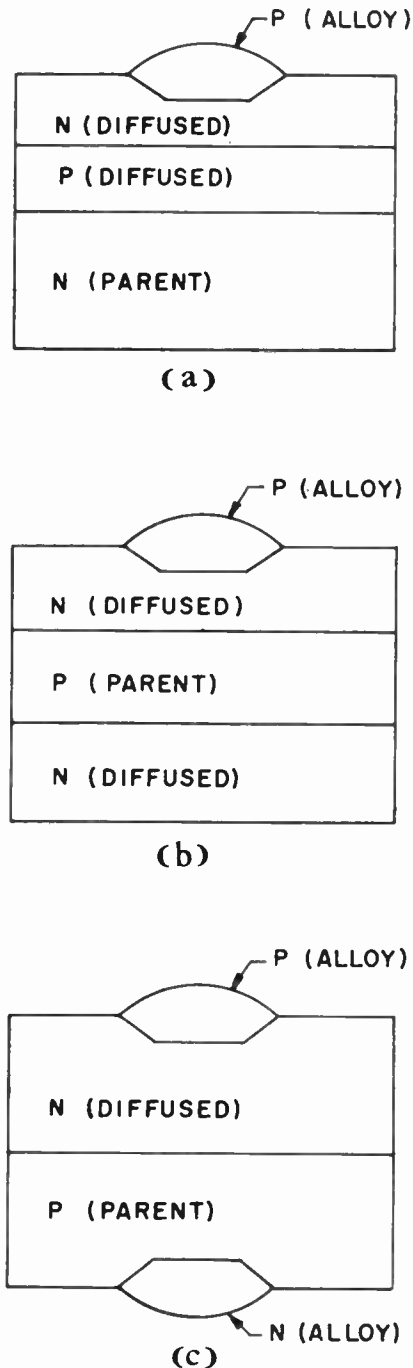 P (ALLOY)
N (DIFFUSED)
P (DIFFUSED)
N (PARENT)
(a)
P (ALLOY)
N (DIFFUSED)
P (PARENT)
N (DIFFUSED)
(b)
P (ALLOY)
N (DIFFUSED)
P (PARENT)
N (ALLOY)
(c)